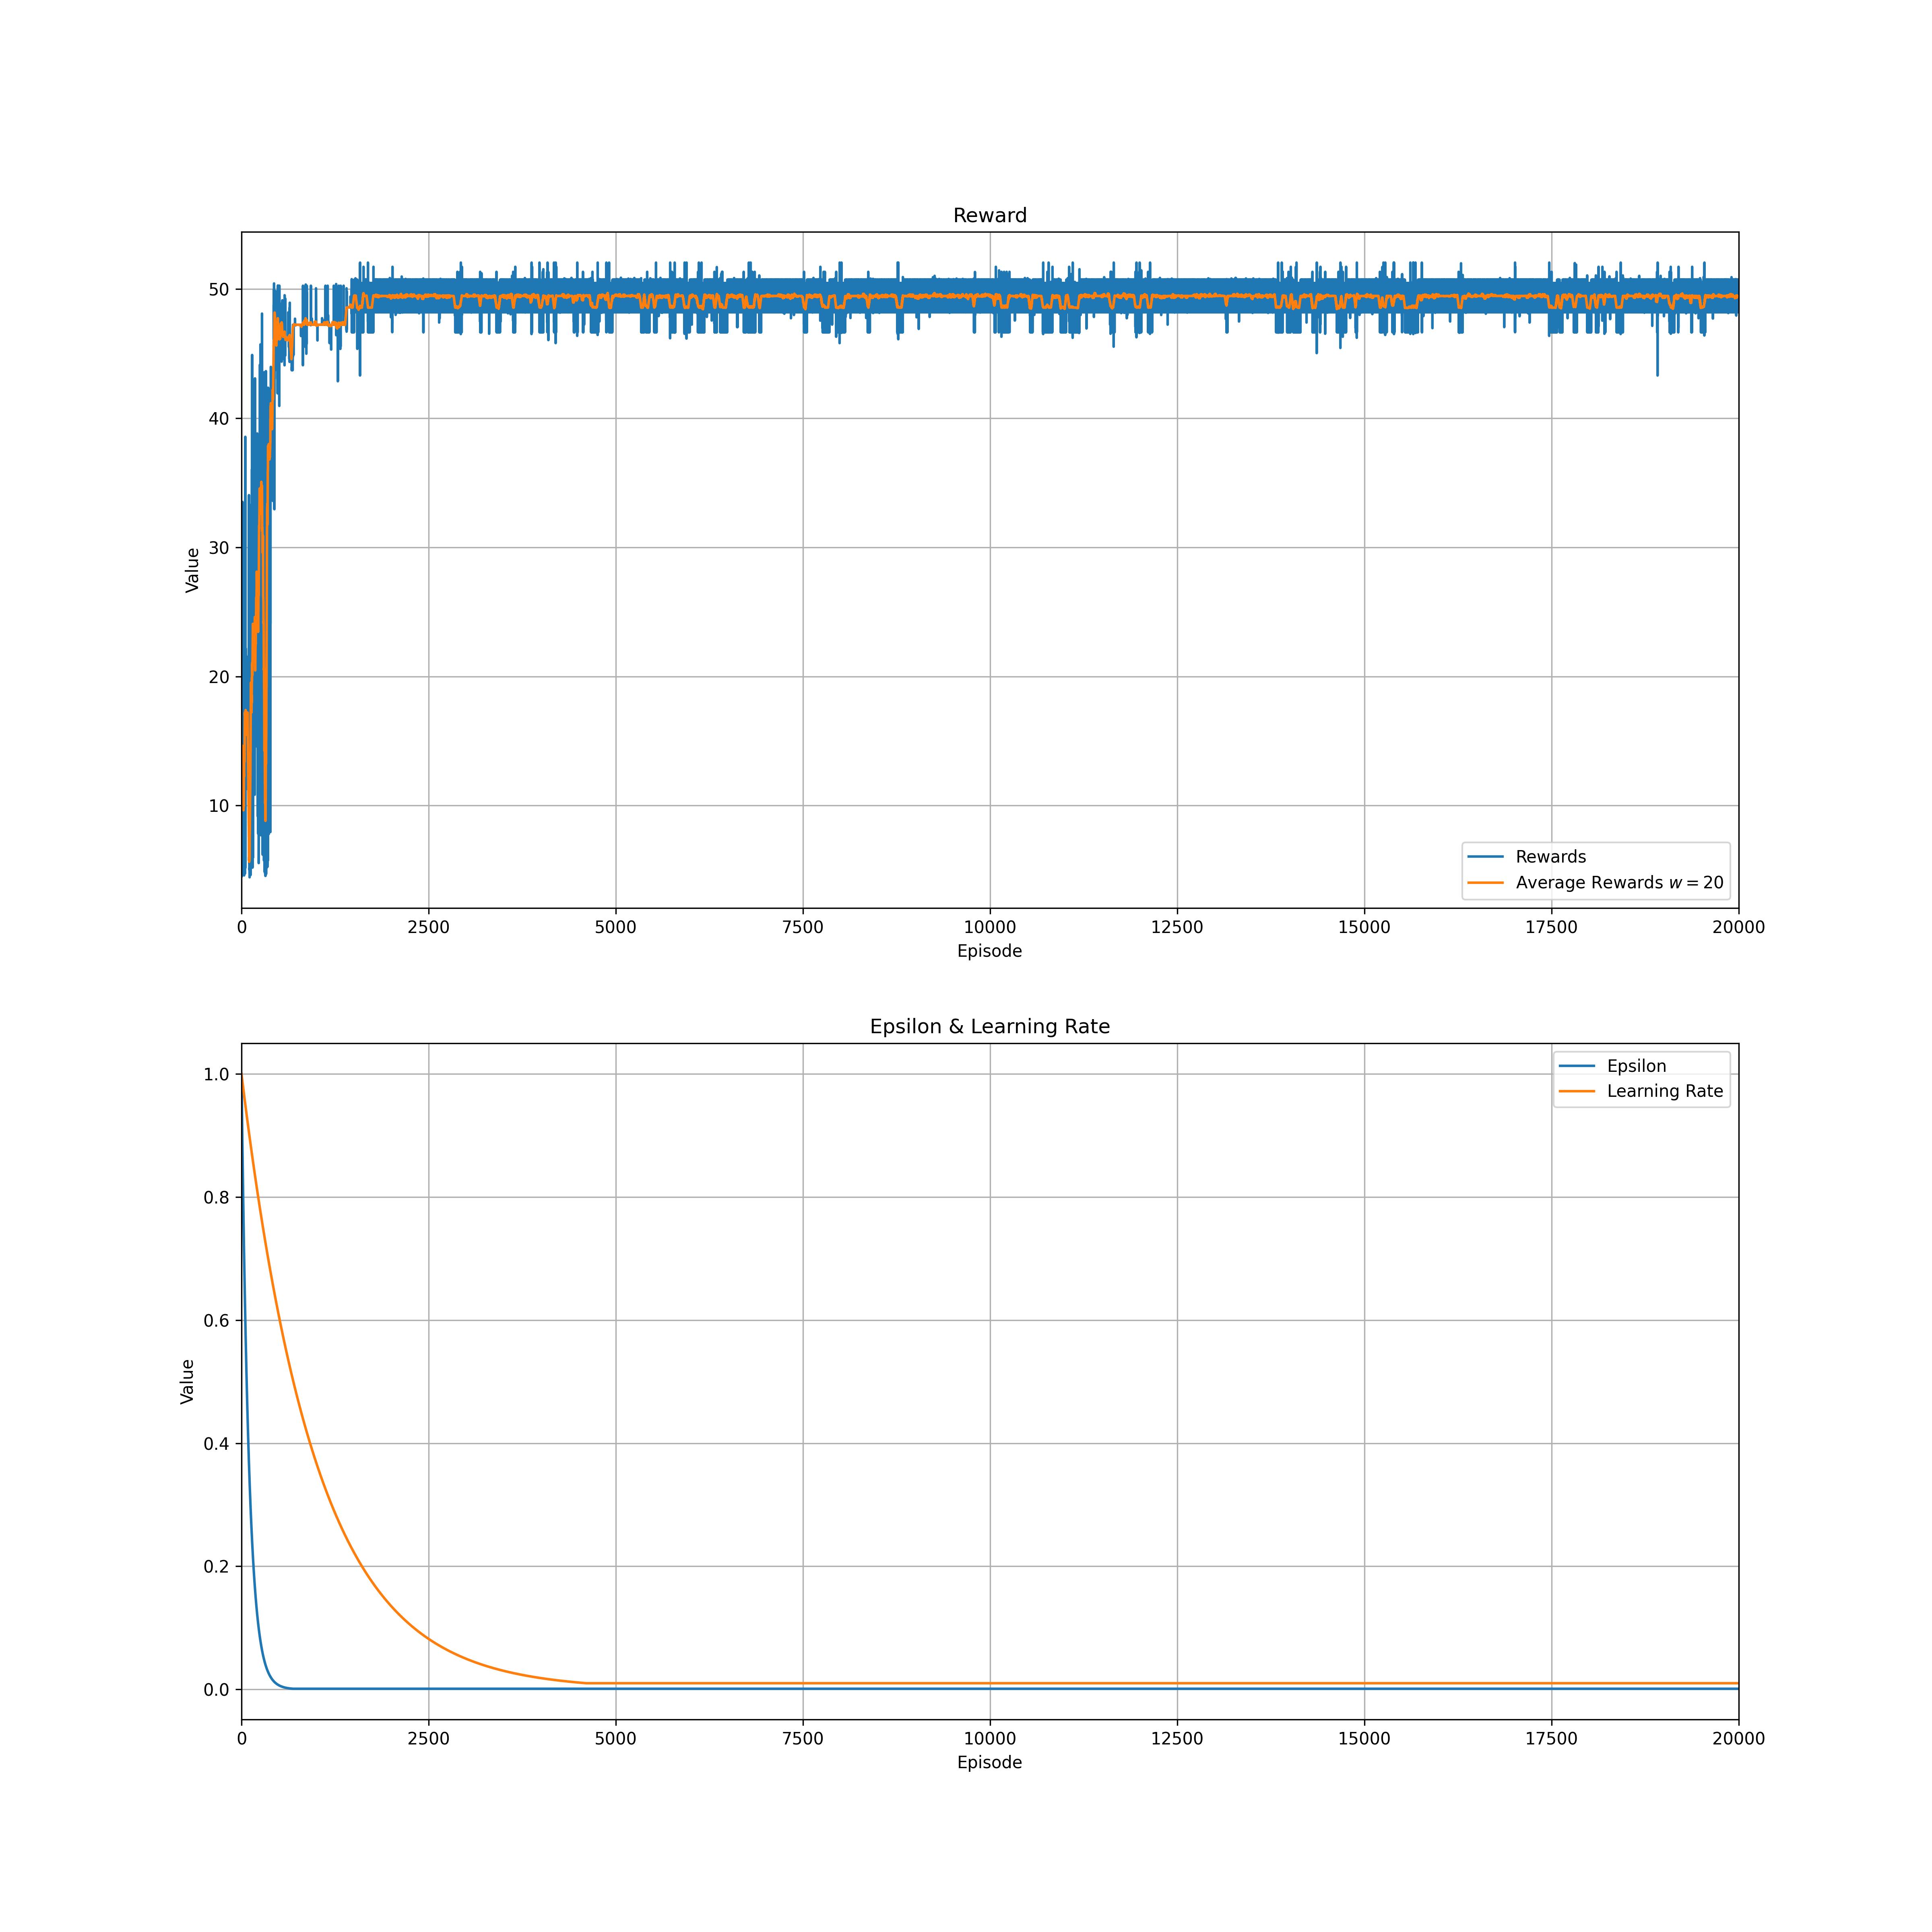 Reward
50
40
30
20
10
Value
Rewards
Average Rewards w = 20
0 2500 5000 7500 10000 12500 15000 17500 20000
Episode
Epsilon & Learning Rate
1.0
0.8
0.6
0.4
0.2
0.0
Value
Epsilon
Learning Rate
0 2500 5000 7500 10000 12500 15000 17500 20000
Episode